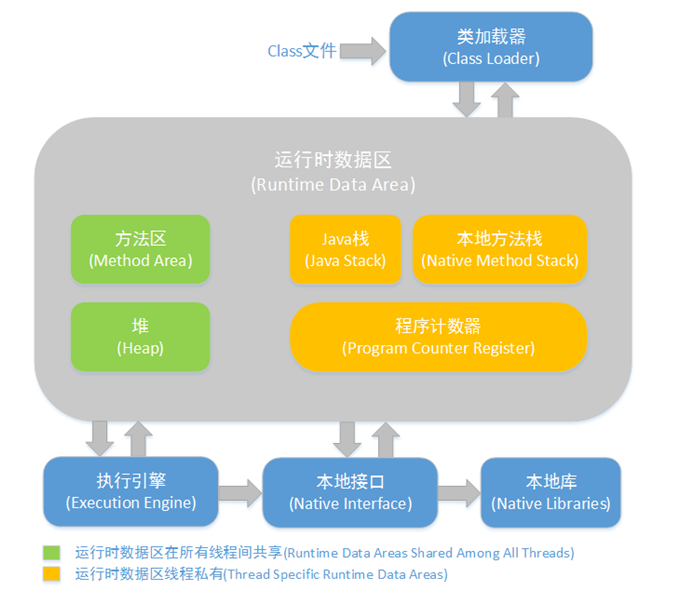 Class文件
类加载器
(Class Loader)
运行时数据区
(Runtime Data Area)
方法区
(Method Area)
Java栈
(Java Stack)
本地方法栈
(Native Method Stack)
堆
(Heap)
程序计数器
(Program Counter Register)
执行引擎
(Execution Engine)
本地接口
(Native Interface)
本地库
(Native Libraries)
运行时数据区在所有线程间共享(Runtime Data Areas Shared Among All Threads)
运行时数据区线程私有(Thread Specific Runtime Data Areas)